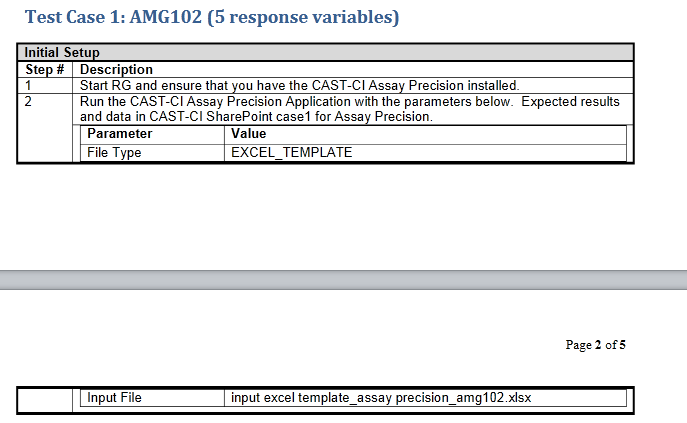 Test Case 1: AMG102 (5 response variables)
Initial Setup
Step # Description
1 Start RG and ensure that you have the CAST-CI Assay Precision installed.
2 Run the CAST-CI Assay Precision Application with the parameters below. Expected results
and data in CAST-CI SharePoint case1 for Assay Precision.
Parameter Value
File Type EXCEL_TEMPLATE
Page 2 of 5
Input File input excel template_assay precision_amg102.xlsx